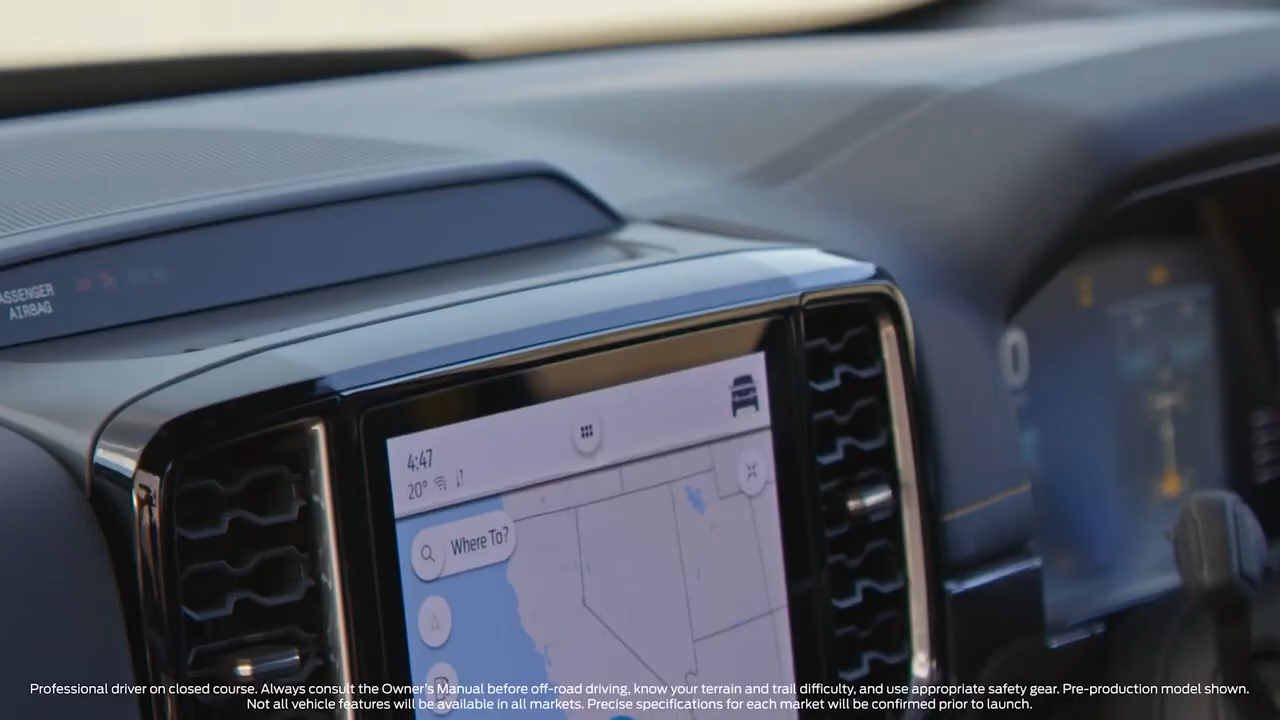 PASSENGER
AIRBAG
0
4:47
20°
Where To?
Professional driver on closed course. Always consult the Owner's Manual before off-road driving, know your terrain and trail difficulty, and use appropriate safety gear. Pre-production model shown.
Not all vehicle features will be available in all markets. Precise specifications for each market will be confirmed prior to launch.